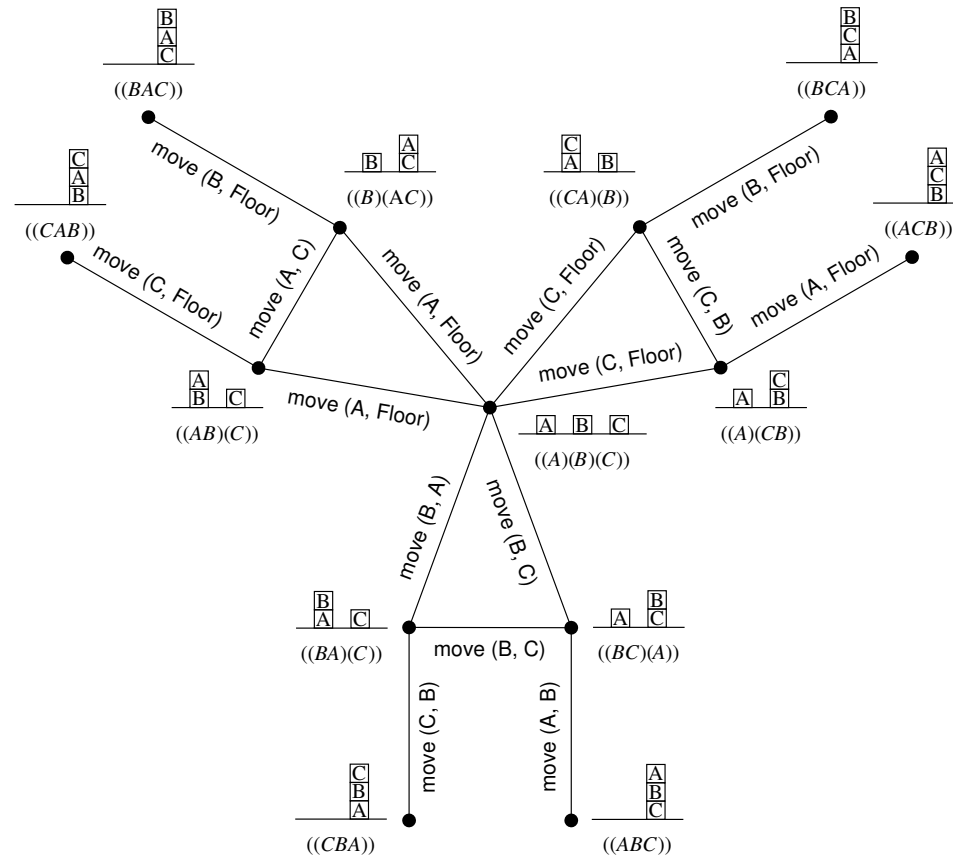 B
A
C
((BAC))
B
C
A
((BCA))
C
A
B
((CAB))
move (B, Floor)
B
A
C
((B)(AC))
C
A
B
((CA)(B))
move (B, Floor)
A
C
B
((ACB))
move (C, Floor)
move (A, C)
move (A, Floor)
move (C, Floor)
move (C, B)
move (A, Floor)
A
B C
((AB)(C))
move (A, Floor)
move (C, Floor)
A B C
((A)(B)(C))
C
A B
((A)(CB))
move (B, A)
move (B, C)
B
A C
((BA)(C))
move (B, C)
B
A C
((BC)(A))
move (C, B)
move (A, B)
C
B
A
((CBA))
A
B
C
((ABC))